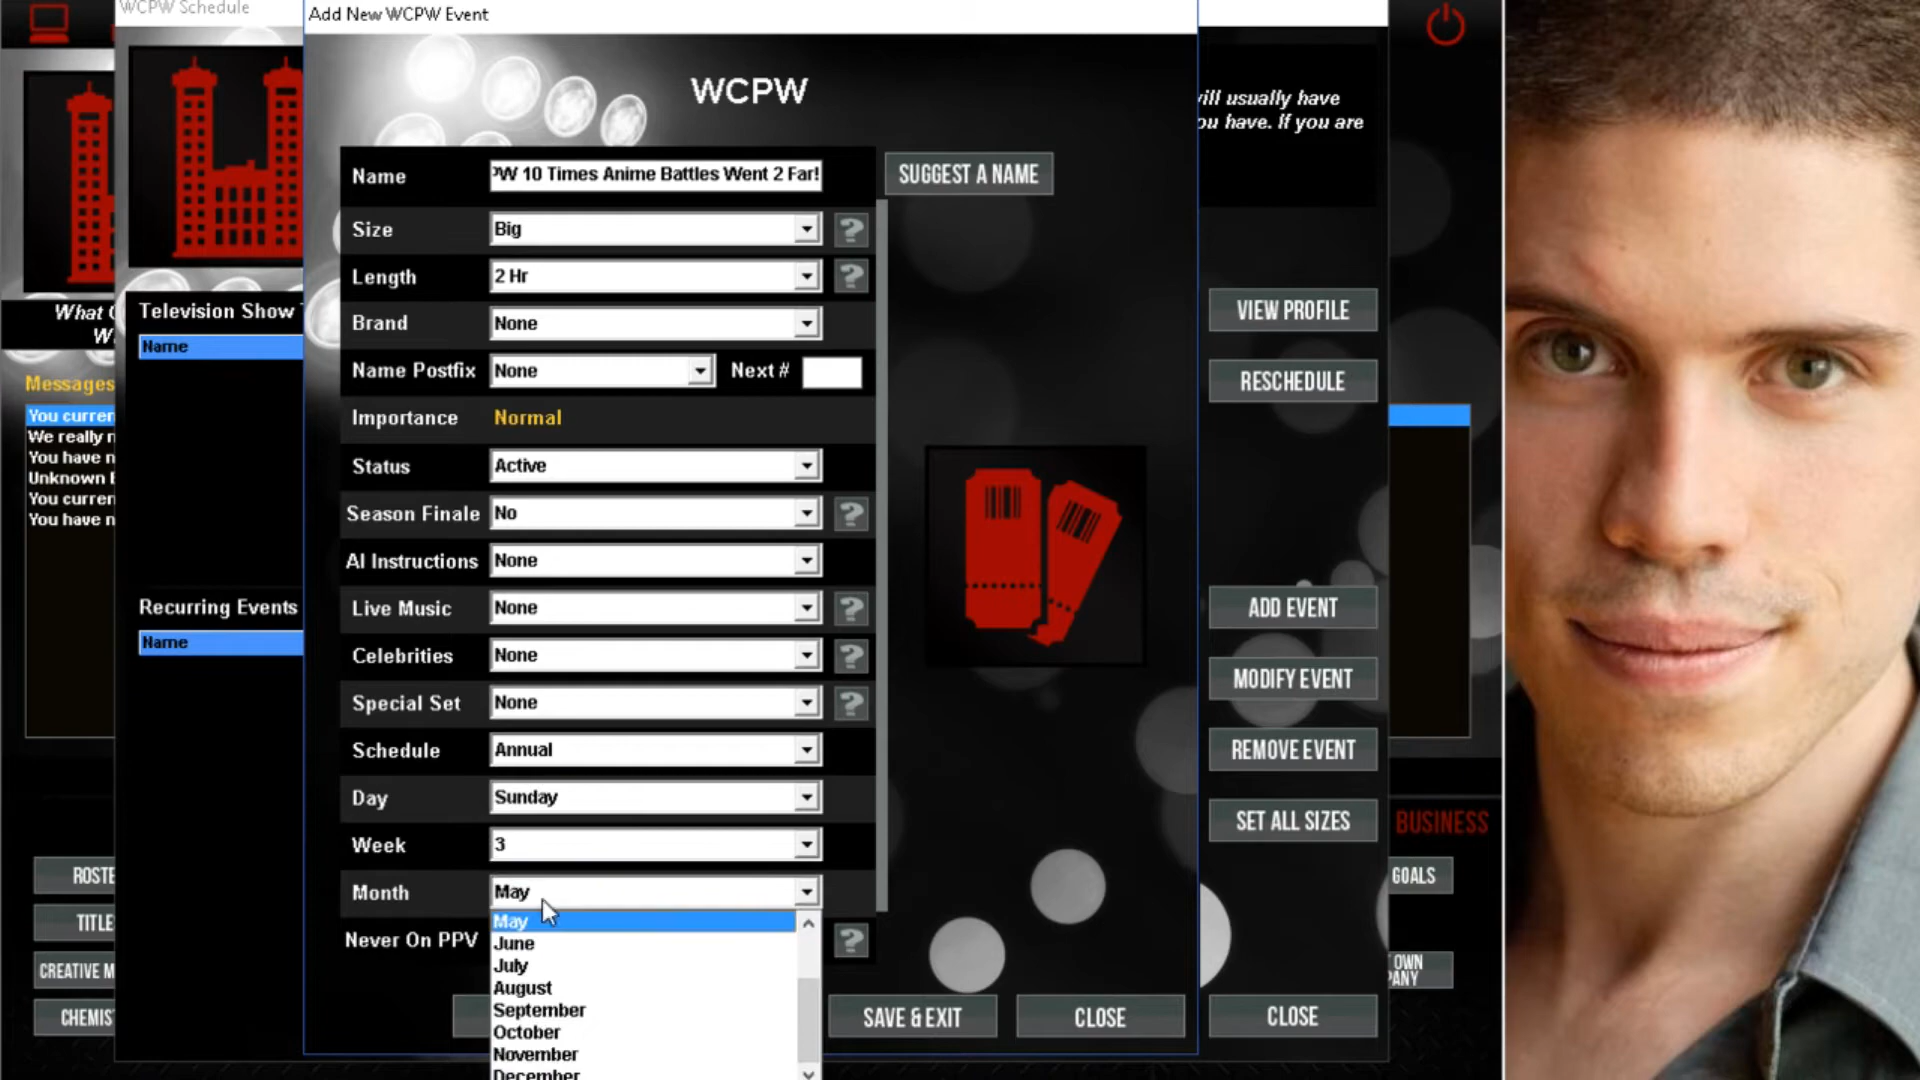 WCPW Schedule
Add New WCPW Event
WCPW
Name
PW 10 Times Anime Battles Went 2 Far!
SUGGEST A NAME
Size
Big
?
Length
2 Hr
?
Brand
None
Name Postfix
None
Next #
Importance
Normal
Status
Active
Season Finale
No
?
AI Instructions
None
Live Music
None
?
Celebrities
None
?
Special Set
None
?
Schedule
Annual
Day
Sunday
Week
3
Month
May
May
June
July
August
September
October
November
December
Never On PPV
?
SAVE & EXIT
CLOSE
will usually have
ou have. If you are
VIEW PROFILE
RESCHEDULE
ADD EVENT
MODIFY EVENT
REMOVE EVENT
SET ALL SIZES
CLOSE
Television Show
Name
Recurring Events
Name
What
W
Messages
You curren
We really n
You have n
Unknown
You curren
You have n
ROSTE
TITLE
CREATIVE M
CHEMIS
BUSINESS
GOALS
OWN
PANY